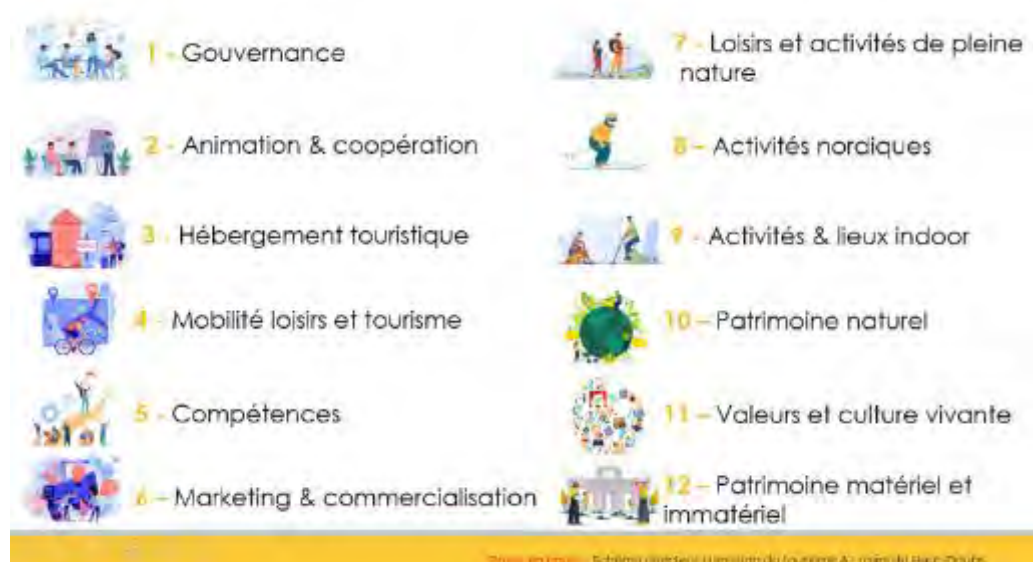 1 - Gouvernance
2 - Animation & coopération
3 - Hébergement touristique
4 - Mobilité loisirs et tourisme
5 - Compétences
6 – Marketing & commercialisation
7 - Loisirs et activités de pleine
nature
8 – Activités nordiques
9 - Activités & lieux indoor
10 – Patrimoine naturel
11 – Valeurs et culture vivante
12 – Patrimoine matériel et
immatériel